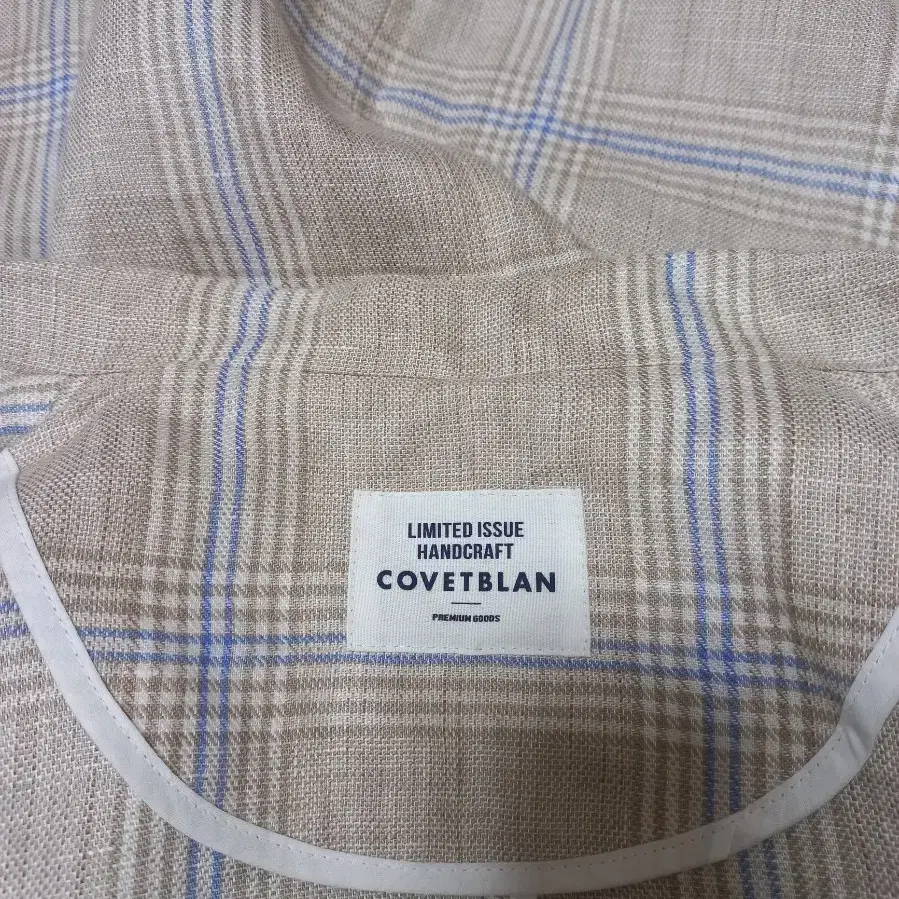 LIMITED ISSUE
HANDCRAFT
COVETBLAN
PREMIUM GOODS